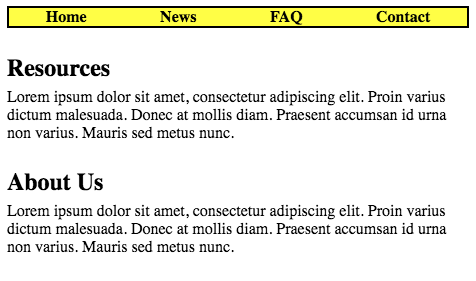 Home News FAQ Contact
Resources
Lorem ipsum dolor sit amet, consectetur adipiscing elit. Proin varius
dictum malesuada. Donec at mollis diam. Praesent accumsan id urna
non varius. Mauris sed metus nunc.
About Us
Lorem ipsum dolor sit amet, consectetur adipiscing elit. Proin varius
dictum malesuada. Donec at mollis diam. Praesent accumsan id urna
non varius. Mauris sed metus nunc.